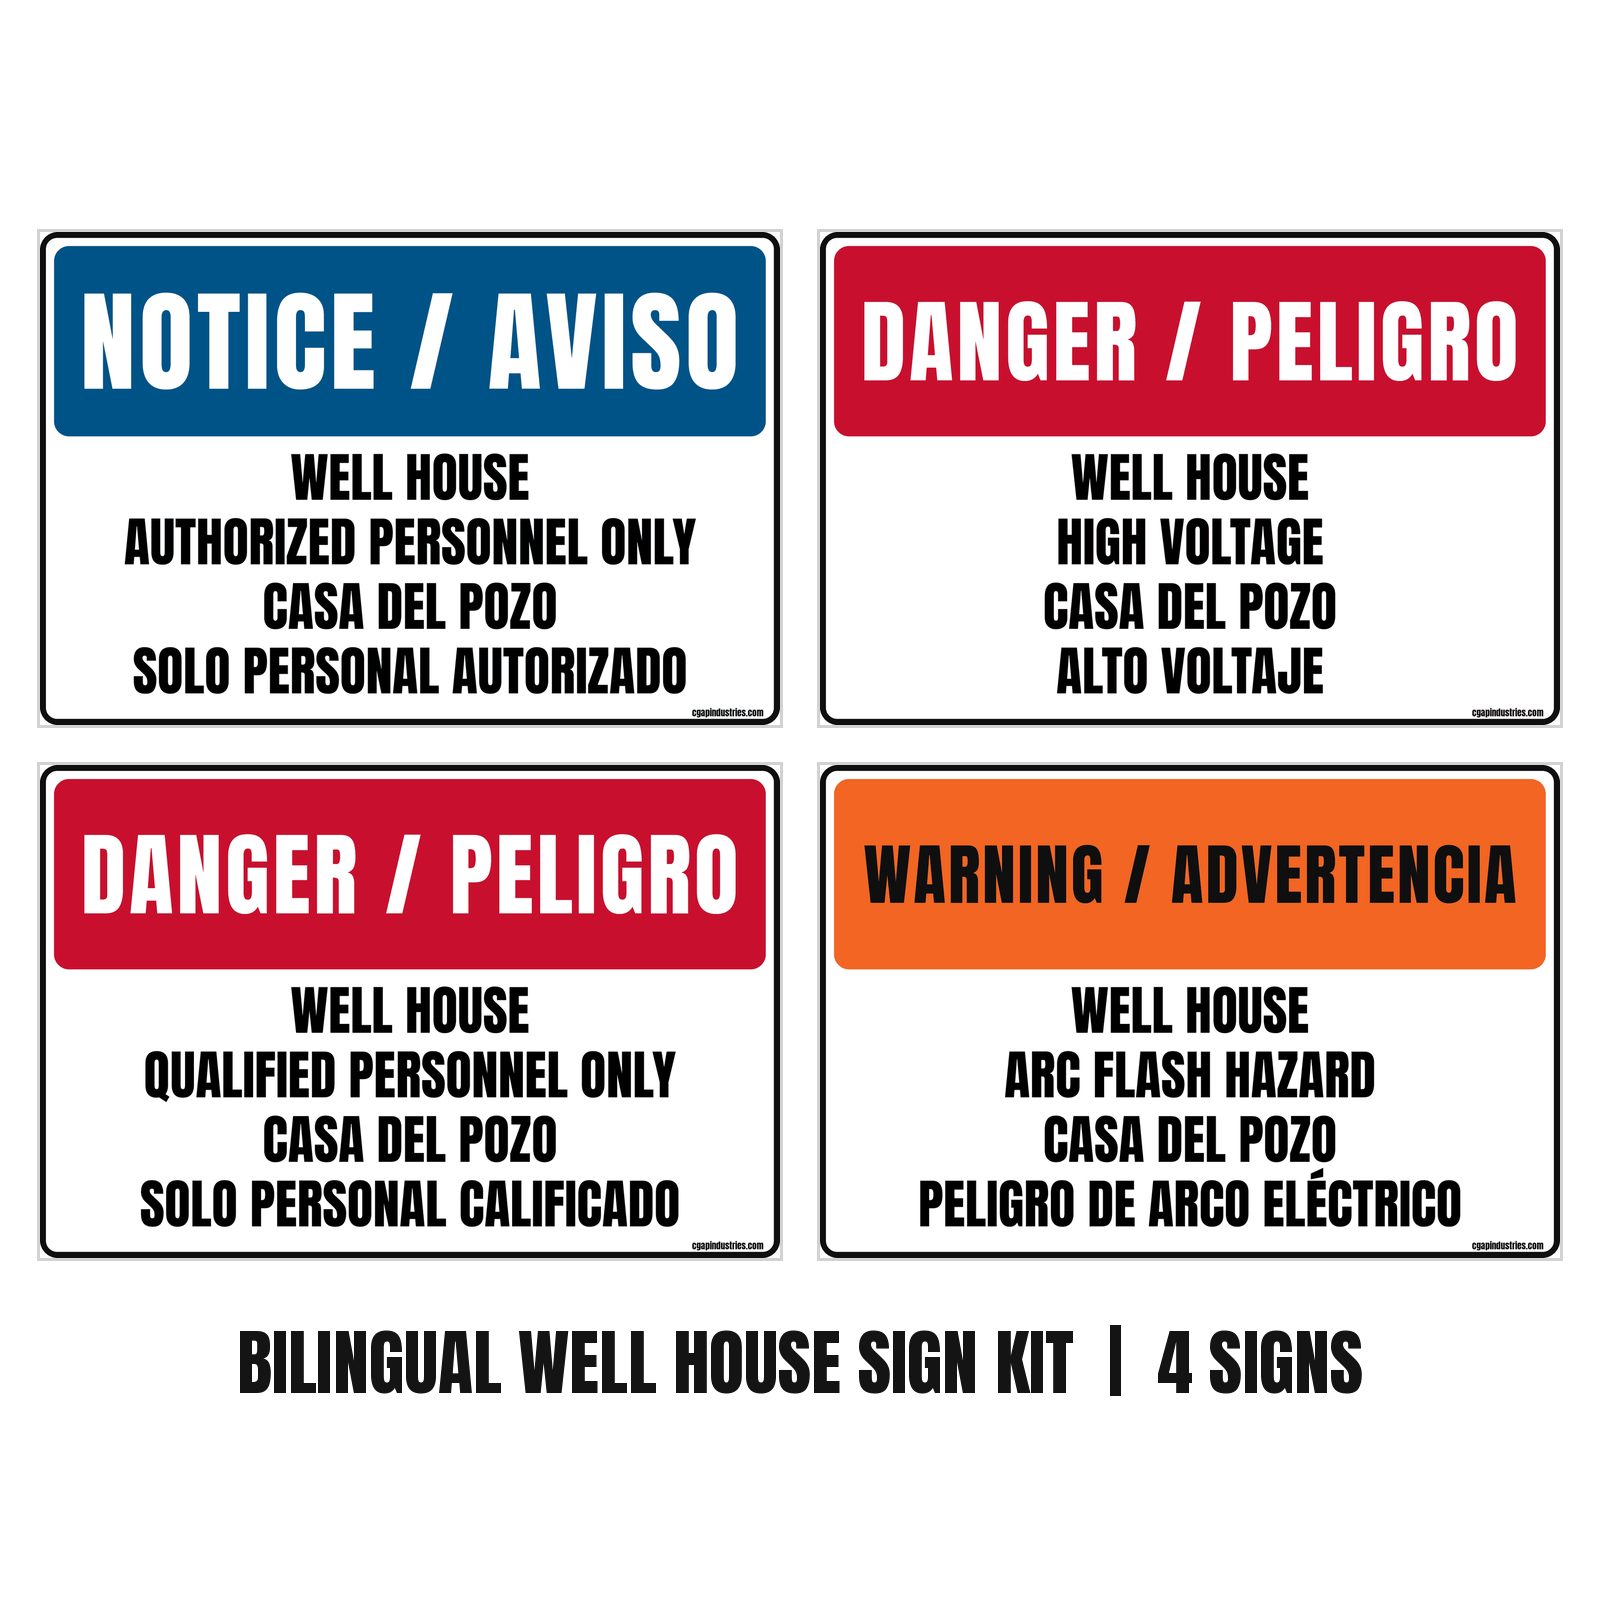 NOTICE / AVISO
WELL HOUSE
AUTHORIZED PERSONNEL ONLY
CASA DEL POZO
SOLO PERSONAL AUTORIZADO
cgapindustries.com
DANGER / PELIGRO
WELL HOUSE
HIGH VOLTAGE
CASA DEL POZO
ALTO VOLTAJE
cgapindustries.com
DANGER / PELIGRO
WELL HOUSE
QUALIFIED PERSONNEL ONLY
CASA DEL POZO
SOLO PERSONAL CALIFICADO
cgapindustries.com
WARNING / ADVERTENCIA
WELL HOUSE
ARC FLASH HAZARD
CASA DEL POZO
PELIGRO DE ARCO ELÉCTRICO
cgapindustries.com
BILINGUAL WELL HOUSE SIGN KIT | 4 SIGNS